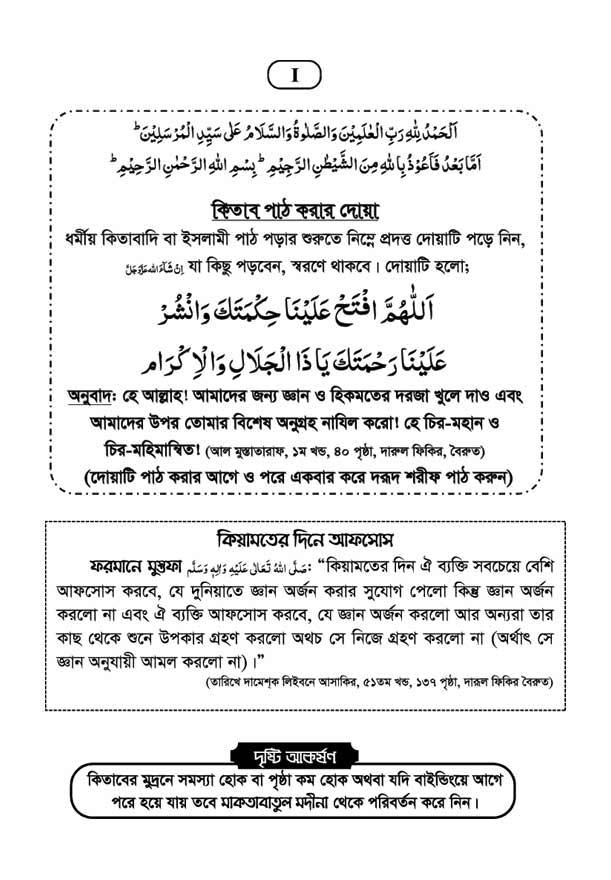 I
اَلْحَمْدُ لِلّٰهِ رَبِّ الْعٰلَمِیْنَ وَالصَّلٰوةُ وَالسَّلَامُ عَلٰی سَیِّدِ الْمُرْسَلِیْنَ ؕ
اَمَّا بَعْدُ فَاَعُوْذُ بِاللّٰهِ مِنَ الشَّیْطٰنِ الرَّجِیْمِ ؕ بِسْمِ اللّٰهِ الرَّحْمٰنِ الرَّحِیْمِ ؕ
কিতাব পাঠ করার দোয়া
ধর্মীয় কিতাবাদি বা ইসলামী পাঠ পড়ার শুরুতে নিম্নে প্রদত্ত দোয়াটি পড়ে নিন,
اِنْ شَآءَ اللّٰه عَزَّوَجَلَّ যা কিছু পড়বেন, স্বরণে থাকবে। দোয়াটি হলো;
اَللّٰهُمَّ افْتَحْ عَلَیْنَا حِكْمَتَكَ وَانْشُرْ
عَلَیْنَا رَحْمَتَكَ یَا ذَا الْجَلَالِ وَالْاِكْرَام
অনুবাদ: হে আল্লাহ! আমাদের জন্য জ্ঞান ও হিকমতের দরজা খুলে দাও এবং
আমাদের উপর তোমার বিশেষ অনুগ্রহ নাযিল করো! হে চির-মহান ও
চির-মহিমান্বিত! (আল মুস্তাতারাফ, ১ম খন্ড, ৪০ পৃষ্ঠা, দারুল ফিকির, বৈরুত)
(দোয়াটি পাঠ করার আগে ও পরে একবার করে দরূদ শরীফ পাঠ করুন)
কিয়ামতের দিনে আফসোস
ফরমানে মুস্তফা صَلَّی اللهُ تَعَالٰی عَلَیْهِ وَاٰلِهٖ وَسَلَّم: “কিয়ামতের দিন ঐ ব্যক্তি সবচেয়ে বেশি
আফসোস করবে, যে দুনিয়াতে জ্ঞান অর্জন করার সুযোগ পেলো কিন্তু জ্ঞান অর্জন
করলো না এবং ঐ ব্যক্তি আফসোস করবে, যে জ্ঞান অর্জন করলো আর অন্যরা তার
কাছ থেকে শুনে উপকার গ্রহণ করলো অথচ সে নিজে গ্রহণ করলো না (অর্থাৎ সে
জ্ঞান অনুযায়ী আমল করলো না)।”
(তারিখে দামেশ্ক লিইবনে আসাকির, ৫১তম খন্ড, ১৩৭ পৃষ্ঠা, দারুল ফিকির বৈরুত)
দৃষ্টি আকর্ষণ
কিতাবের মুদ্রনে সমস্যা হোক বা পৃষ্ঠা কম হোক অথবা যদি বাইন্ডিংয়ে আগে
পরে হয়ে যায় তবে মাকতাবাতুল মদীনা থেকে পরিবর্তন করে নিন।